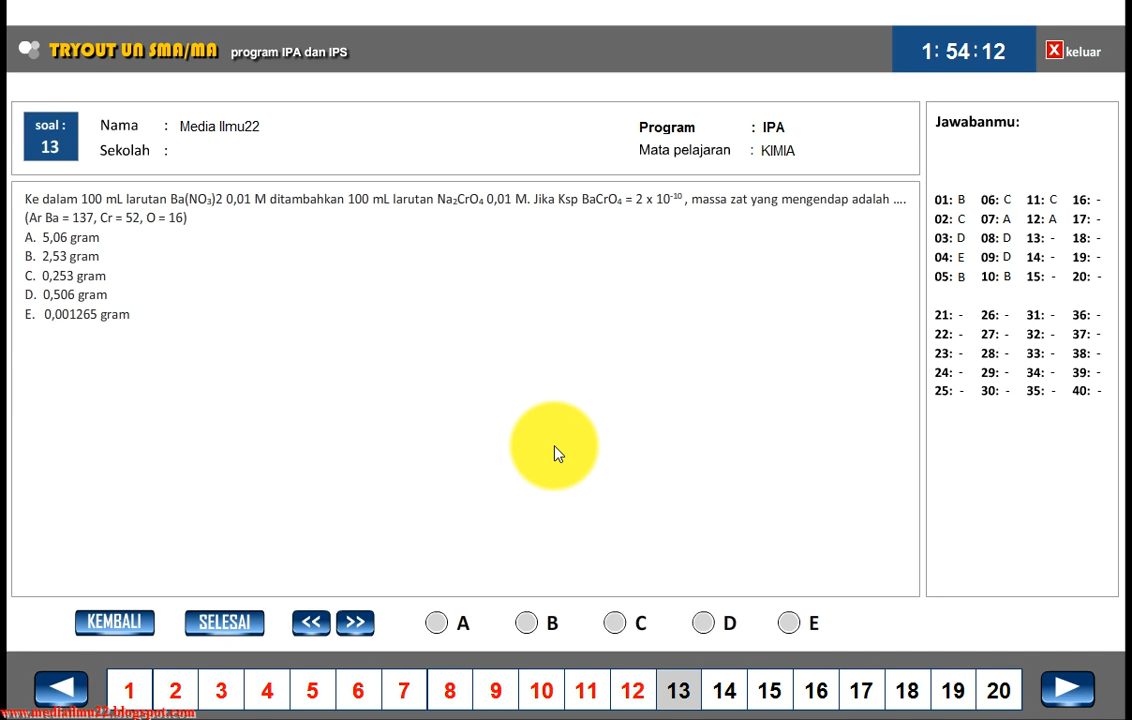 TRYOUT UN SMA/MA program IPA dan IPS
1: 54:12
X keluar
soal :
13
Nama : Media Ilmu22
Sekolah :
Program : IPA
Mata pelajaran : KIMIA
Ke dalam 100 mL larutan Ba(NO₃)2 0,01 M ditambahkan 100 mL larutan Na₂CrO₄ 0,01 M. Jika Ksp BaCrO₄ = 2 x 10⁻¹⁰ , massa zat yang mengendap adalah ....
(Ar Ba = 137, Cr = 52, O = 16)
A. 5,06 gram
B. 2,53 gram
C. 0,253 gram
D. 0,506 gram
E. 0,001265 gram
Jawabanmu:
01: B 06: C 11: C 16: -
02: C 07: A 12: A 17: -
03: D 08: D 13: - 18: -
04: E 09: D 14: - 19: -
05: B 10: B 15: - 20: -
21: - 26: - 31: - 36: -
22: - 27: - 32: - 37: -
23: - 28: - 33: - 38: -
24: - 29: - 34: - 39: -
25: - 30: - 35: - 40: -
KEMBALI SELESAI << >> A B C D E
1 2 3 4 5 6 7 8 9 10 11 12 13 14 15 16 17 18 19 20
www.mediailmu22.blogspot.com